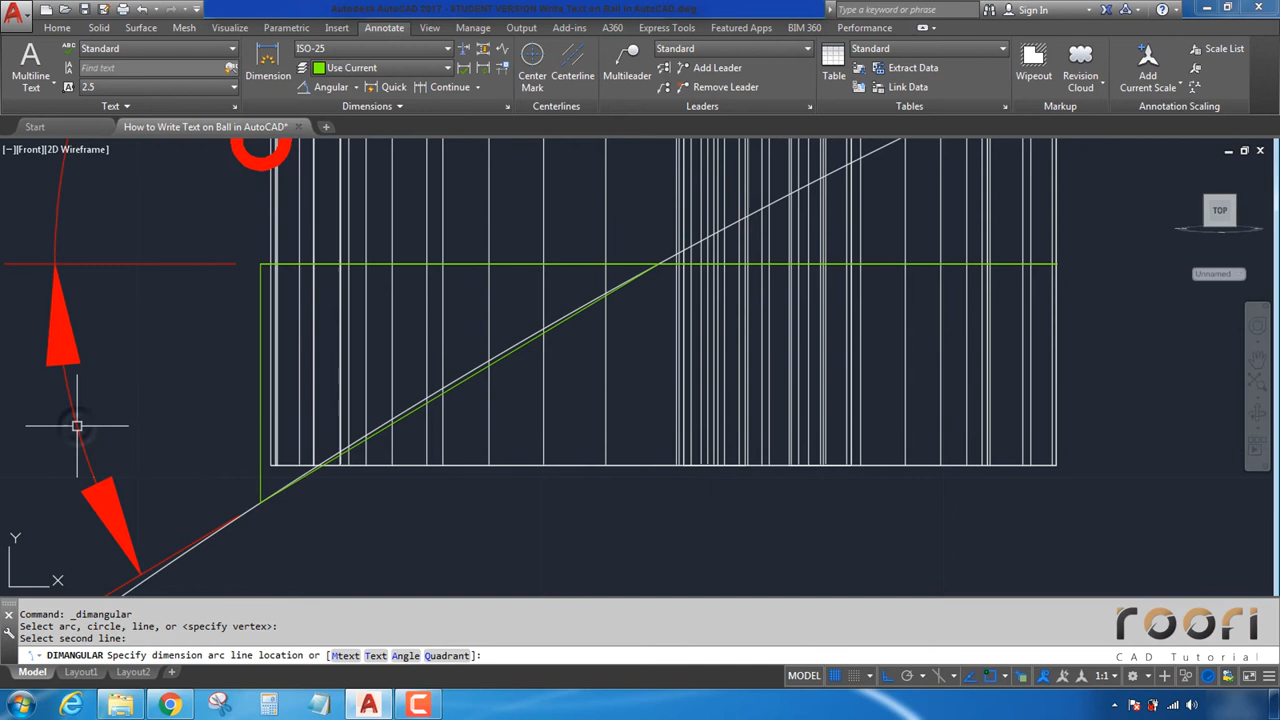 Autodesk AutoCAD 2017 - STUDENT VERSION Write Text on Ball in AutoCAD.dwg
Type a keyword or phrase
Sign In
Home Insert Solid Surface Mesh Visualize Parametric Insert Annotate View Manage Output Add-ins A360 Express Tools Featured Apps BIM 360 Performance
Multiline Text
Standard
Find text
2.5
Text
Dimension
ISO-25
Use Current
Angular Quick Continue
Dimensions
Center Mark
Centerline
Centerlines
Multileader
Standard
Add Leader
Remove Leader
Leaders
Table
Standard
Extract Data
Link Data
Tables
Wipeout
Revision Cloud
Markup
Add Current Scale
Scale List
Annotation Scaling
Start
How to Write Text on Ball in AutoCAD*
[−][Front][2D Wireframe]
TOP
Unnamed
Y
X
Command: _dimangular
Select arc, circle, line, or <specify vertex>:
Select second line:
DIMANGULAR Specify dimension arc line location or [Mtext Text Angle Quadrant]:
roofi
CAD Tutorial
Model Layout1 Layout2
MODEL
1:1